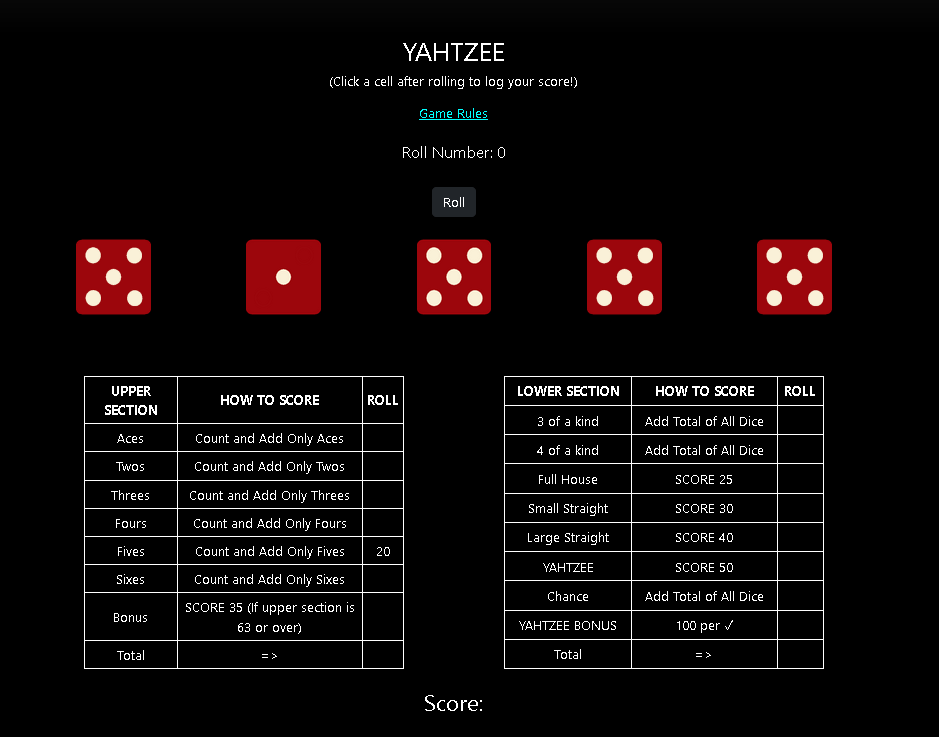 YAHTZEE
(Click a cell after rolling to log your score!)
Game Rules
Roll Number: 0
Roll
UPPER SECTION HOW TO SCORE ROLL
Aces Count and Add Only Aces
Twos Count and Add Only Twos
Threes Count and Add Only Threes
Fours Count and Add Only Fours
Fives Count and Add Only Fives 20
Sixes Count and Add Only Sixes
Bonus SCORE 35 (If upper section is 63 or over)
Total =>
LOWER SECTION HOW TO SCORE ROLL
3 of a kind Add Total of All Dice
4 of a kind Add Total of All Dice
Full House SCORE 25
Small Straight SCORE 30
Large Straight SCORE 40
YAHTZEE SCORE 50
Chance Add Total of All Dice
YAHTZEE BONUS 100 per ✓
Total =>
Score: